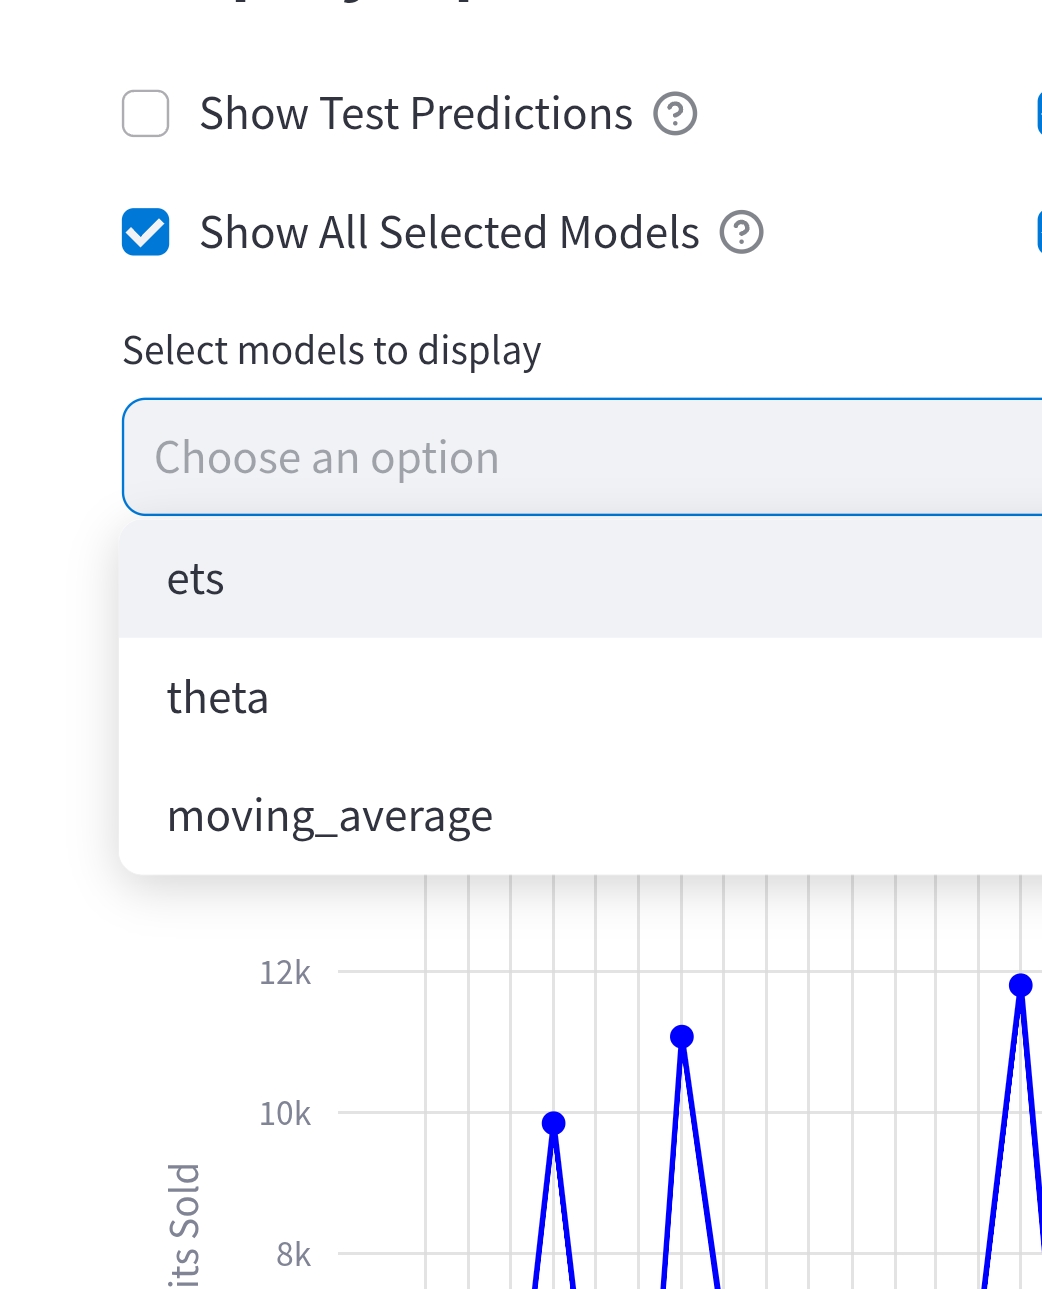 Show Test Predictions
Show All Selected Models
Select models to display
Choose an option
ets
theta
moving_average
12k
10k
8k
its Sold